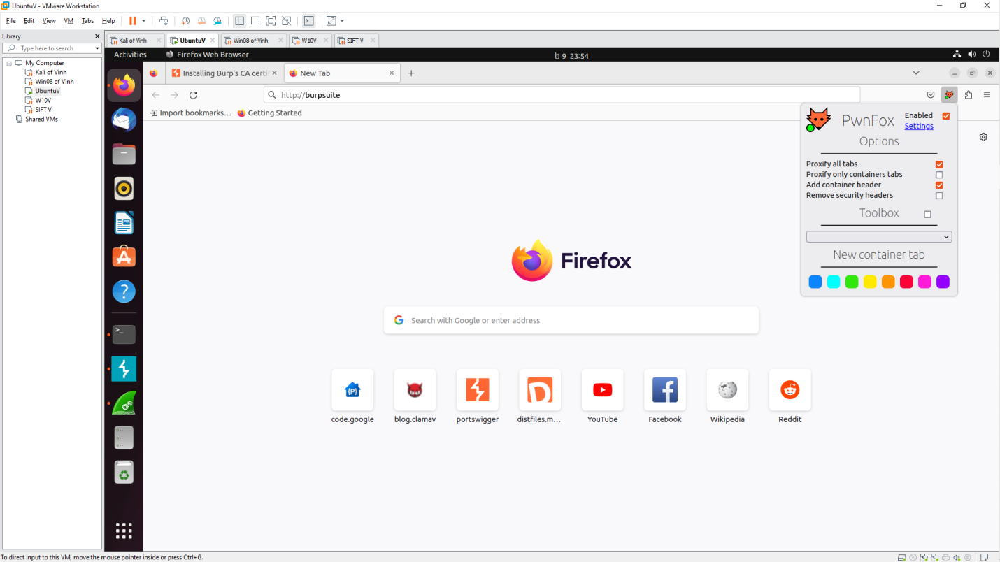 UbuntuV - VMware Workstation
File Edit View VM Tabs Help
Library
Type here to search
My Computer
Kali of Vinh
Win08 of Vinh
UbuntuV
W10V
SIFT V
Shared VMs
Kali of Vinh UbuntuV Win08 of Vinh W10V SIFT V
Activities Firefox Web Browser
9 23:54
Installing Burp's CA certif New Tab
http://burpsuite
Import bookmarks… Getting Started
PwnFox
Enabled
Settings
Options
Proxify all tabs
Proxify only containers tabs
Add container header
Remove security headers
Toolbox
New container tab
Firefox
Search with Google or enter address
code.google blog.clamav portswigger distfiles.m… YouTube Facebook Wikipedia Reddit
To direct input to this VM, move the mouse pointer inside or press Ctrl+G.